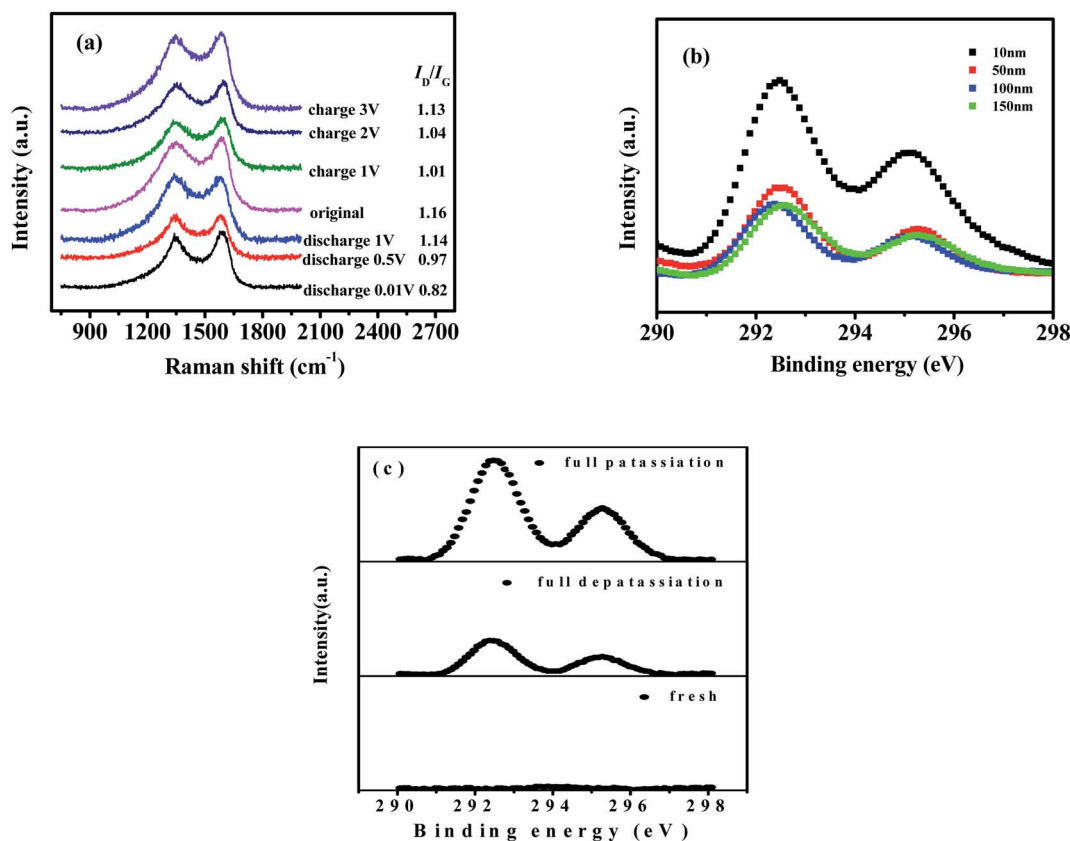 (a)
I_D/I_G
charge 3V 1.13
charge 2V 1.04
charge 1V 1.01
original 1.16
discharge 1V 1.14
discharge 0.5V 0.97
discharge 0.01V 0.82
Intensity (a.u.)
900 1200 1500 1800 2100 2400 2700
Raman shift (cm⁻¹)
(b)
10nm
50nm
100nm
150nm
Intensity (a.u.)
290 292 294 296 298
Binding energy (eV)
(c)
full patassiation
full depatassiation
fresh
Intensity(a.u.)
290 292 294 296 298
Binding energy (eV)